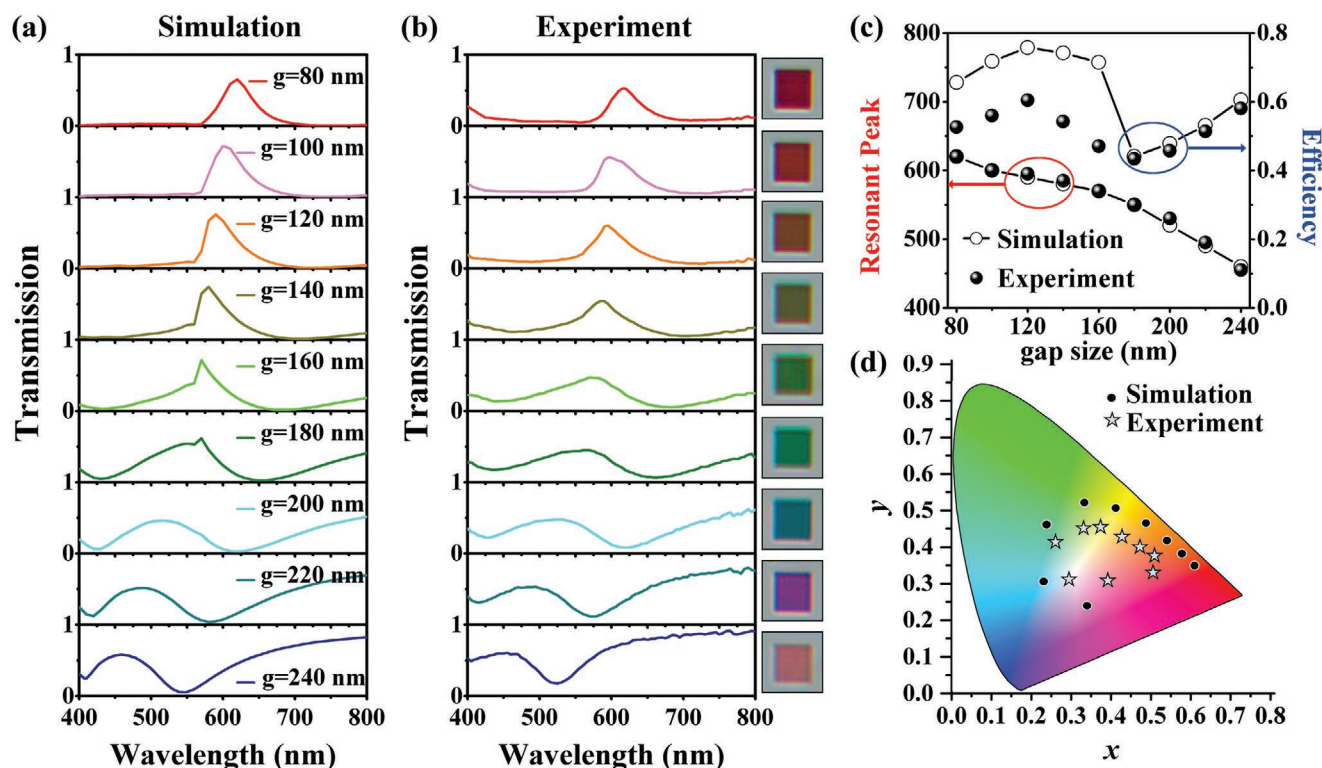 (a) Simulation
Transmission
1
g=80 nm
0
g=100 nm
1
g=120 nm
0
g=140 nm
1
g=160 nm
0
g=180 nm
1
g=200 nm
0
g=220 nm
1
g=240 nm
0
400 500 600 700 800
Wavelength (nm)
(b) Experiment
Transmission
1
0
1
0
1
0
1
0
1
0
400 500 600 700 800
Wavelength (nm)
(c)
Resonant Peak
800
700
600
500
400
0.8
0.6
0.4
0.2
0.0
Efficiency
Simulation
Experiment
80 120 160 200 240
gap size (nm)
(d)
Simulation
Experiment
y
0.9
0.8
0.7
0.6
0.5
0.4
0.3
0.2
0.1
0.0
0.0 0.1 0.2 0.3 0.4 0.5 0.6 0.7 0.8
x